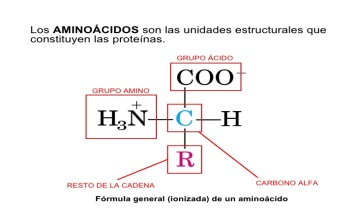 Los AMINOÁCIDOS son las unidades estructurales que
constituyen las proteínas.
GRUPO ÁCIDO
COO⁻
GRUPO AMINO
H₃N⁺—C—H
R
RESTO DE LA CADENA
CARBONO ALFA
Fórmula general (ionizada) de un aminoácido